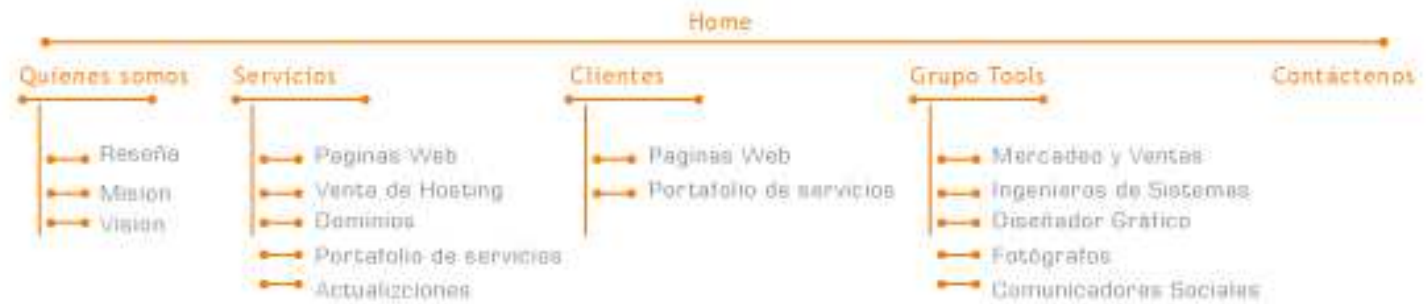 Home
Quienes somos
Servicios
Clientes
Grupo Tools
Contáctenos
Reseña
Mision
Vision
Paginas Web
Venta de Hosting
Dominios
Portafolio de servicios
Actualizciones
Paginas Web
Portafolio de servicios
Mercadeo y Ventas
Ingenieros de Sistemas
Diseñador Gráfico
Fotógrafos
Comunicadores Sociales